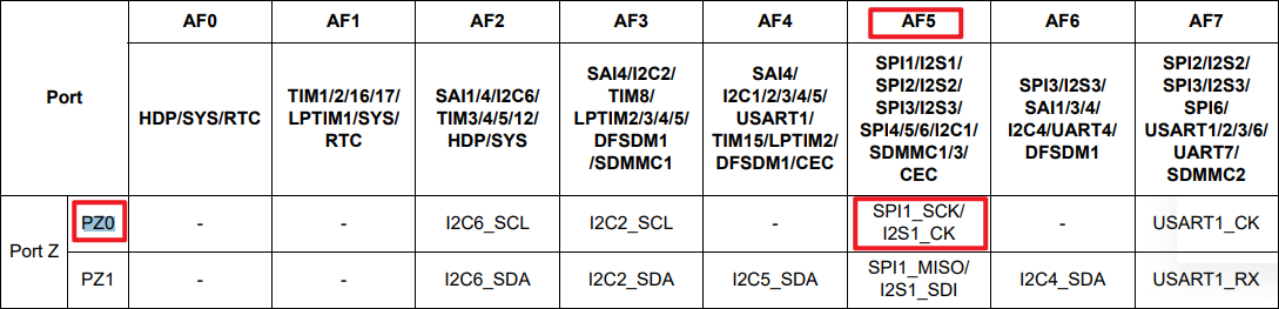 Port AF0 AF1 AF2 AF3 AF4 AF5 AF6 AF7
HDP/SYS/RTC
TIM1/2/16/17/
LPTIM1/SYS/
RTC
SAI1/4/I2C6/
TIM3/4/5/12/
HDP/SYS
SAI4/I2C2/
TIM8/
LPTIM2/3/4/5/
DFSDM1
/SDMMC1
SAI4/
I2C1/2/3/4/5/
USART1/
TIM15/LPTIM2/
DFSDM1/CEC
SPI1/I2S1/
SPI2/I2S2/
SPI3/I2S3/
SPI4/5/6/I2C1/
SDMMC1/3/
CEC
SPI3/I2S3/
SAI1/3/4/
I2C4/UART4/
DFSDM1
SPI2/I2S2/
SPI3/I2S3/
SPI6/
USART1/2/3/6/
UART7/
SDMMC2
Port Z
PZ0 - - I2C6_SCL I2C2_SCL - SPI1_SCK/ - USART1_CK
I2S1_CK
PZ1 - - I2C6_SDA I2C2_SDA I2C5_SDA SPI1_MISO/ I2C4_SDA USART1_RX
I2S1_SDI